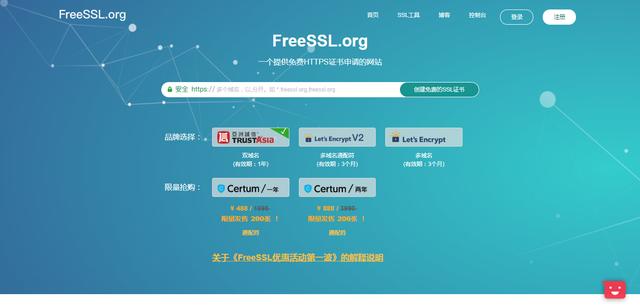 FreeSSL.org
首页 SSL工具 博客 控制台 登录 注册
FreeSSL.org
一个提供免费HTTPS证书申请的网站
安全 https:// 多个域名，以,分开。如 *.freessl.org,freessl.org 创建免费的SSL证书
品牌选择： 亚洲诚信 TRUSTAsia Let's Encrypt V2 Let's Encrypt
双域名 多域名通配符 多域名
(有效期：1年) (有效期：3个月) (有效期：3个月)
限量抢购： Certum / 一年 Certum / 两年
¥ 488 / 1990 ¥ 888 / 3990
限量发售 200张 ！ 限量发售 200张 ！
通配符 通配符
关于《FreeSSL优惠活动第一波》的解释说明